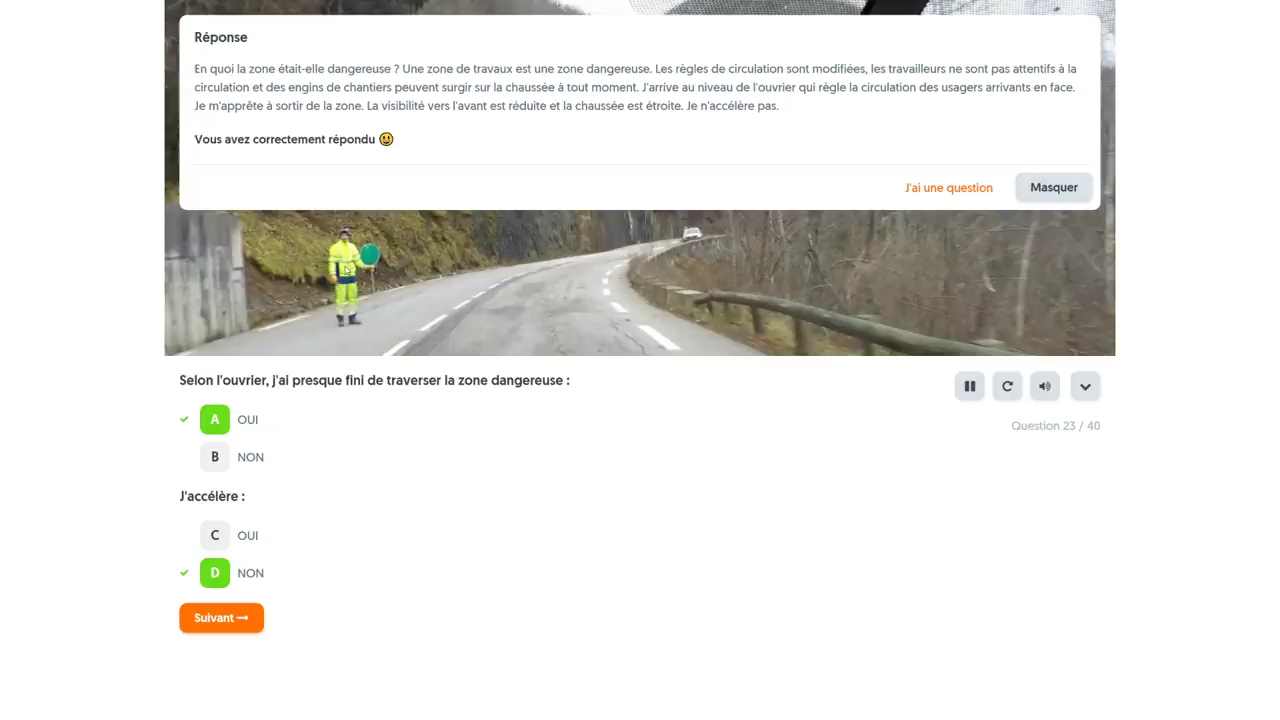 Réponse
En quoi la zone était-elle dangereuse ? Une zone de travaux est une zone dangereuse. Les règles de circulation sont modifiées, les travailleurs ne sont pas attentifs à la
circulation et des engins de chantiers peuvent surgir sur la chaussée à tout moment. J'arrive au niveau de l'ouvrier qui règle la circulation des usagers arrivants en face.
Je m'apprête à sortir de la zone. La visibilité vers l'avant est réduite et la chaussée est étroite. Je n'accélère pas.
Vous avez correctement répondu 😃
J'ai une question
Masquer
Selon l'ouvrier, j'ai presque fini de traverser la zone dangereuse :
A OUI
B NON
Question 23 / 40
J'accélère :
C OUI
D NON
Suivant →